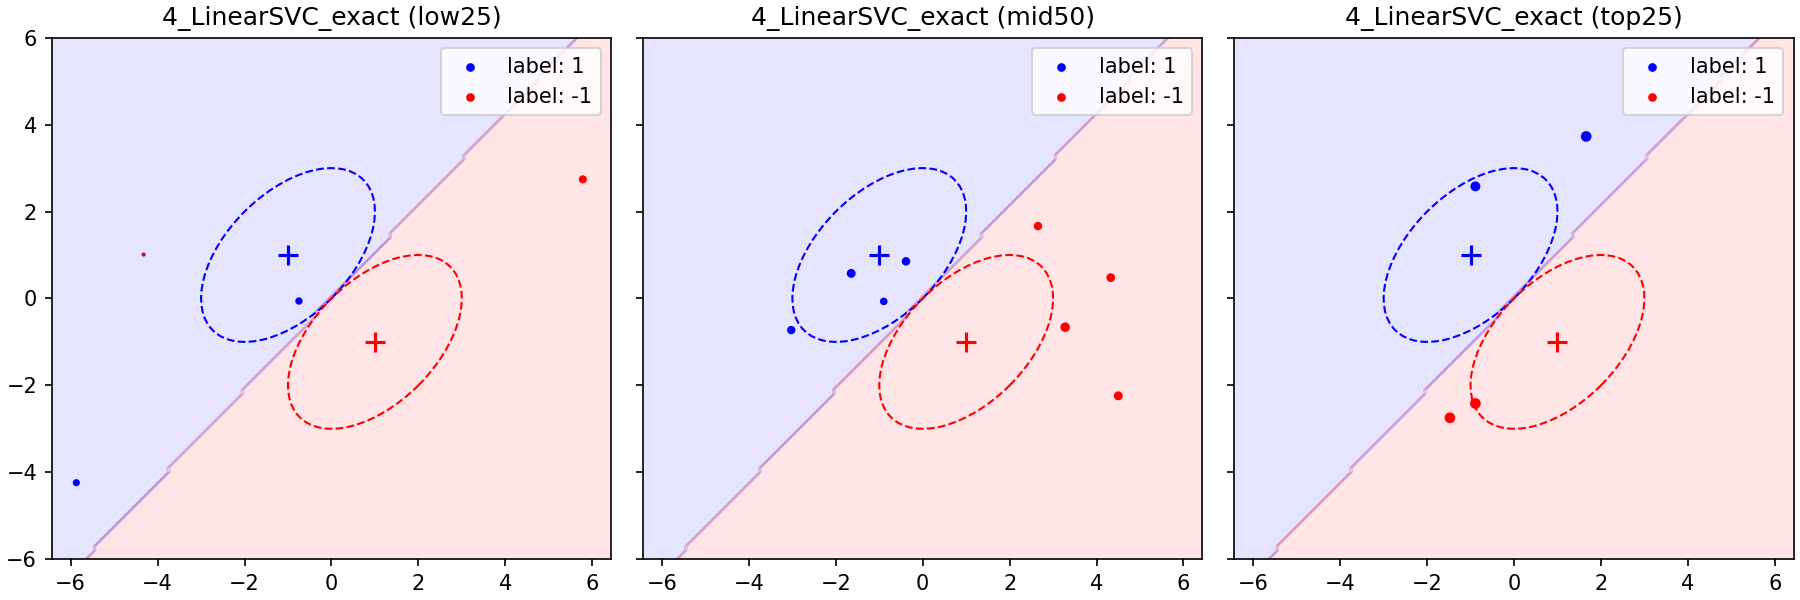 4_LinearSVC_exact (low25)
4_LinearSVC_exact (mid50)
4_LinearSVC_exact (top25)
label: 1
label: -1
label: 1
label: -1
label: 1
label: -1
6
4
2
0
−2
−4
−6
−6 −4 −2 0 2 4 6
−6 −4 −2 0 2 4 6
−6 −4 −2 0 2 4 6